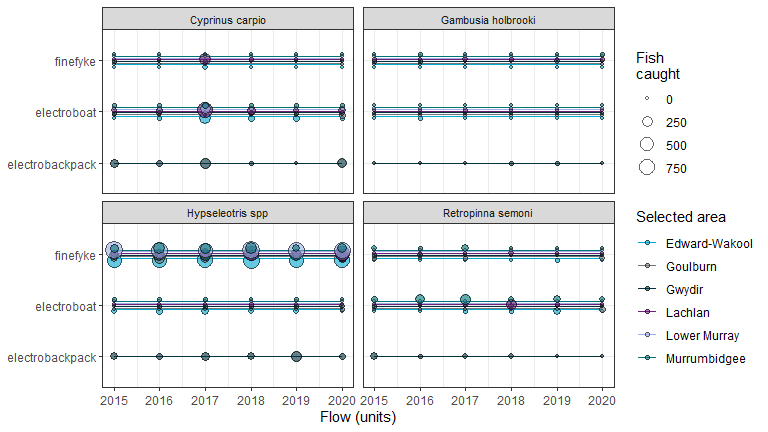 Cyprinus carpio
Gambusia holbrooki
finefyke
electroboat
electrobackpack
Hypseleotris spp
Retropinna semoni
finefyke
electroboat
electrobackpack
2015 2016 2017 2018 2019 2020 2015 2016 2017 2018 2019 2020
Flow (units)
Fish
caught
0
250
500
750
Selected area
Edward-Wakool
Goulburn
Gwydir
Lachlan
Lower Murray
Murrumbidgee